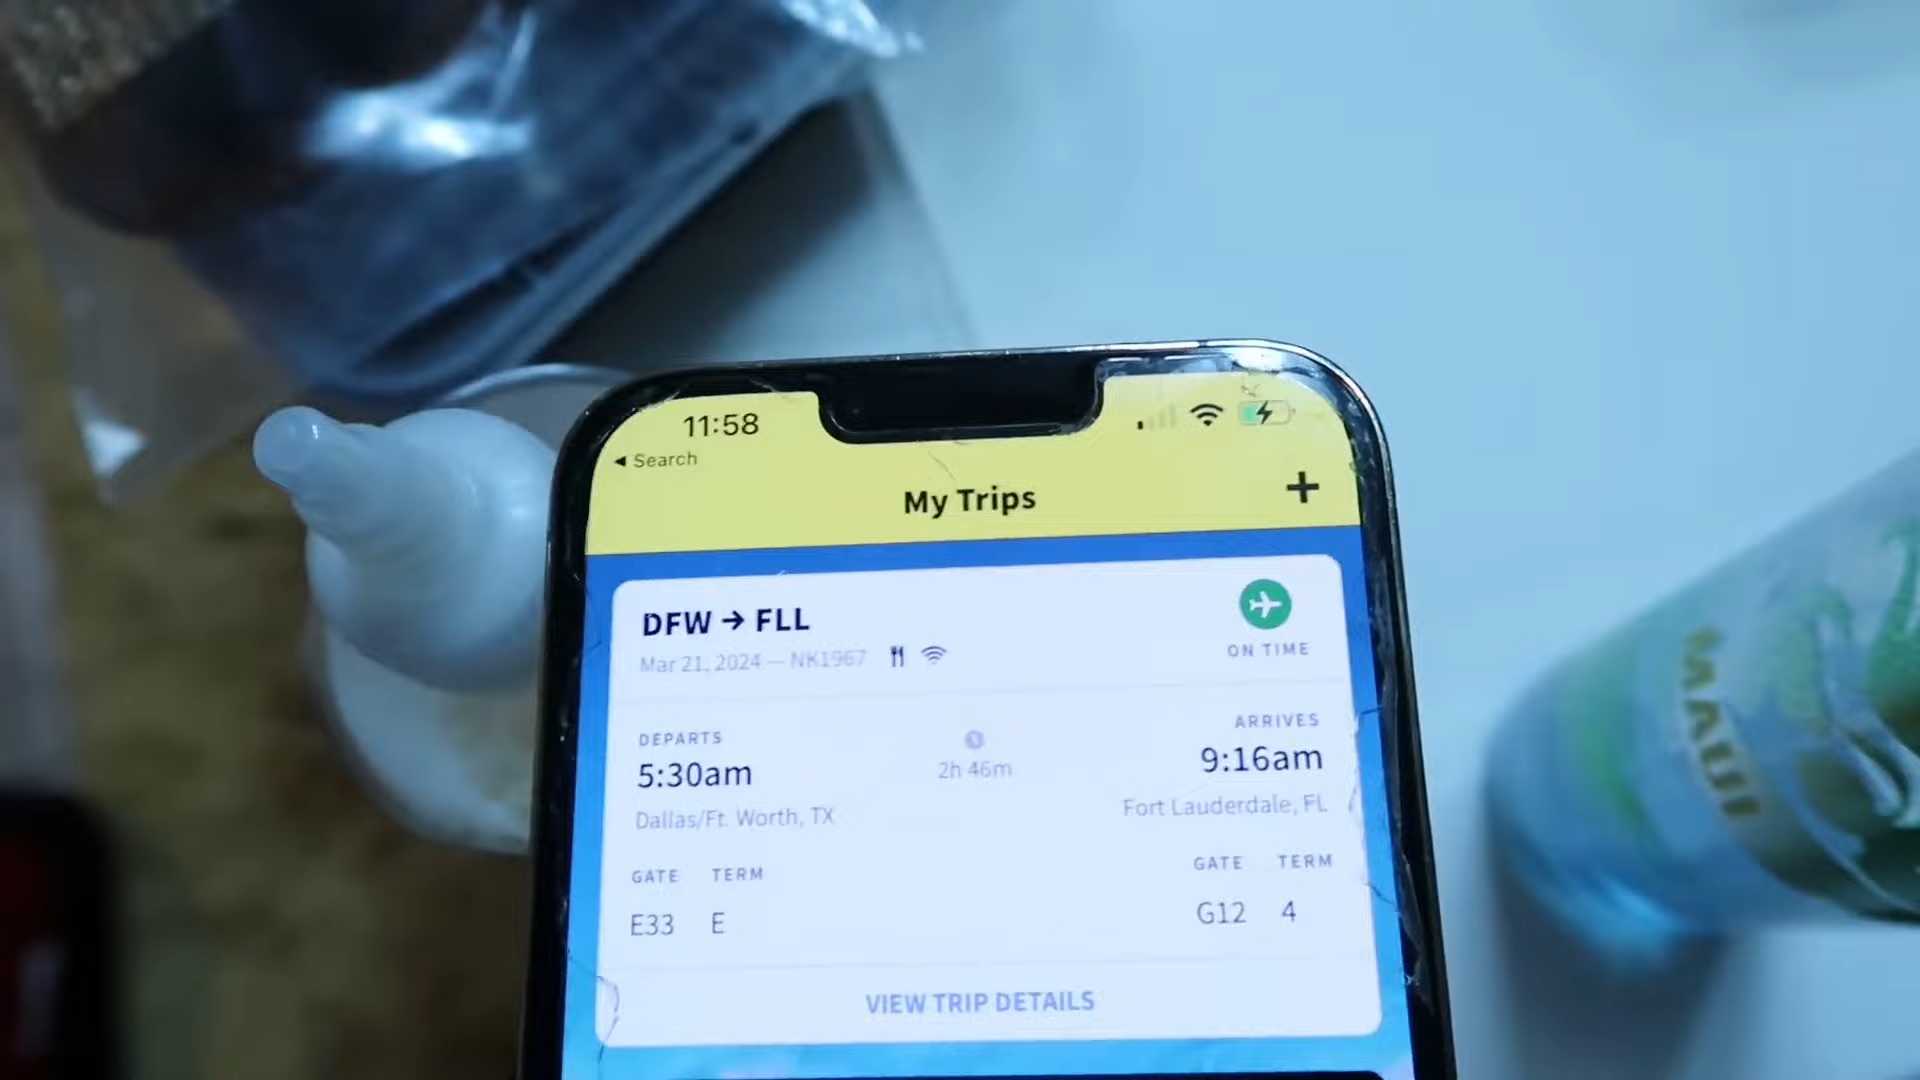 11:58
◀ Search
My Trips +
DFW → FLL
Mar 21, 2024 — NK1967
ON TIME
DEPARTS
ARRIVES
5:30am
2h 46m
9:16am
Dallas/Ft. Worth, TX
Fort Lauderdale, FL
GATE TERM
GATE TERM
E33 E
G12 4
VIEW TRIP DETAILS
MAUI